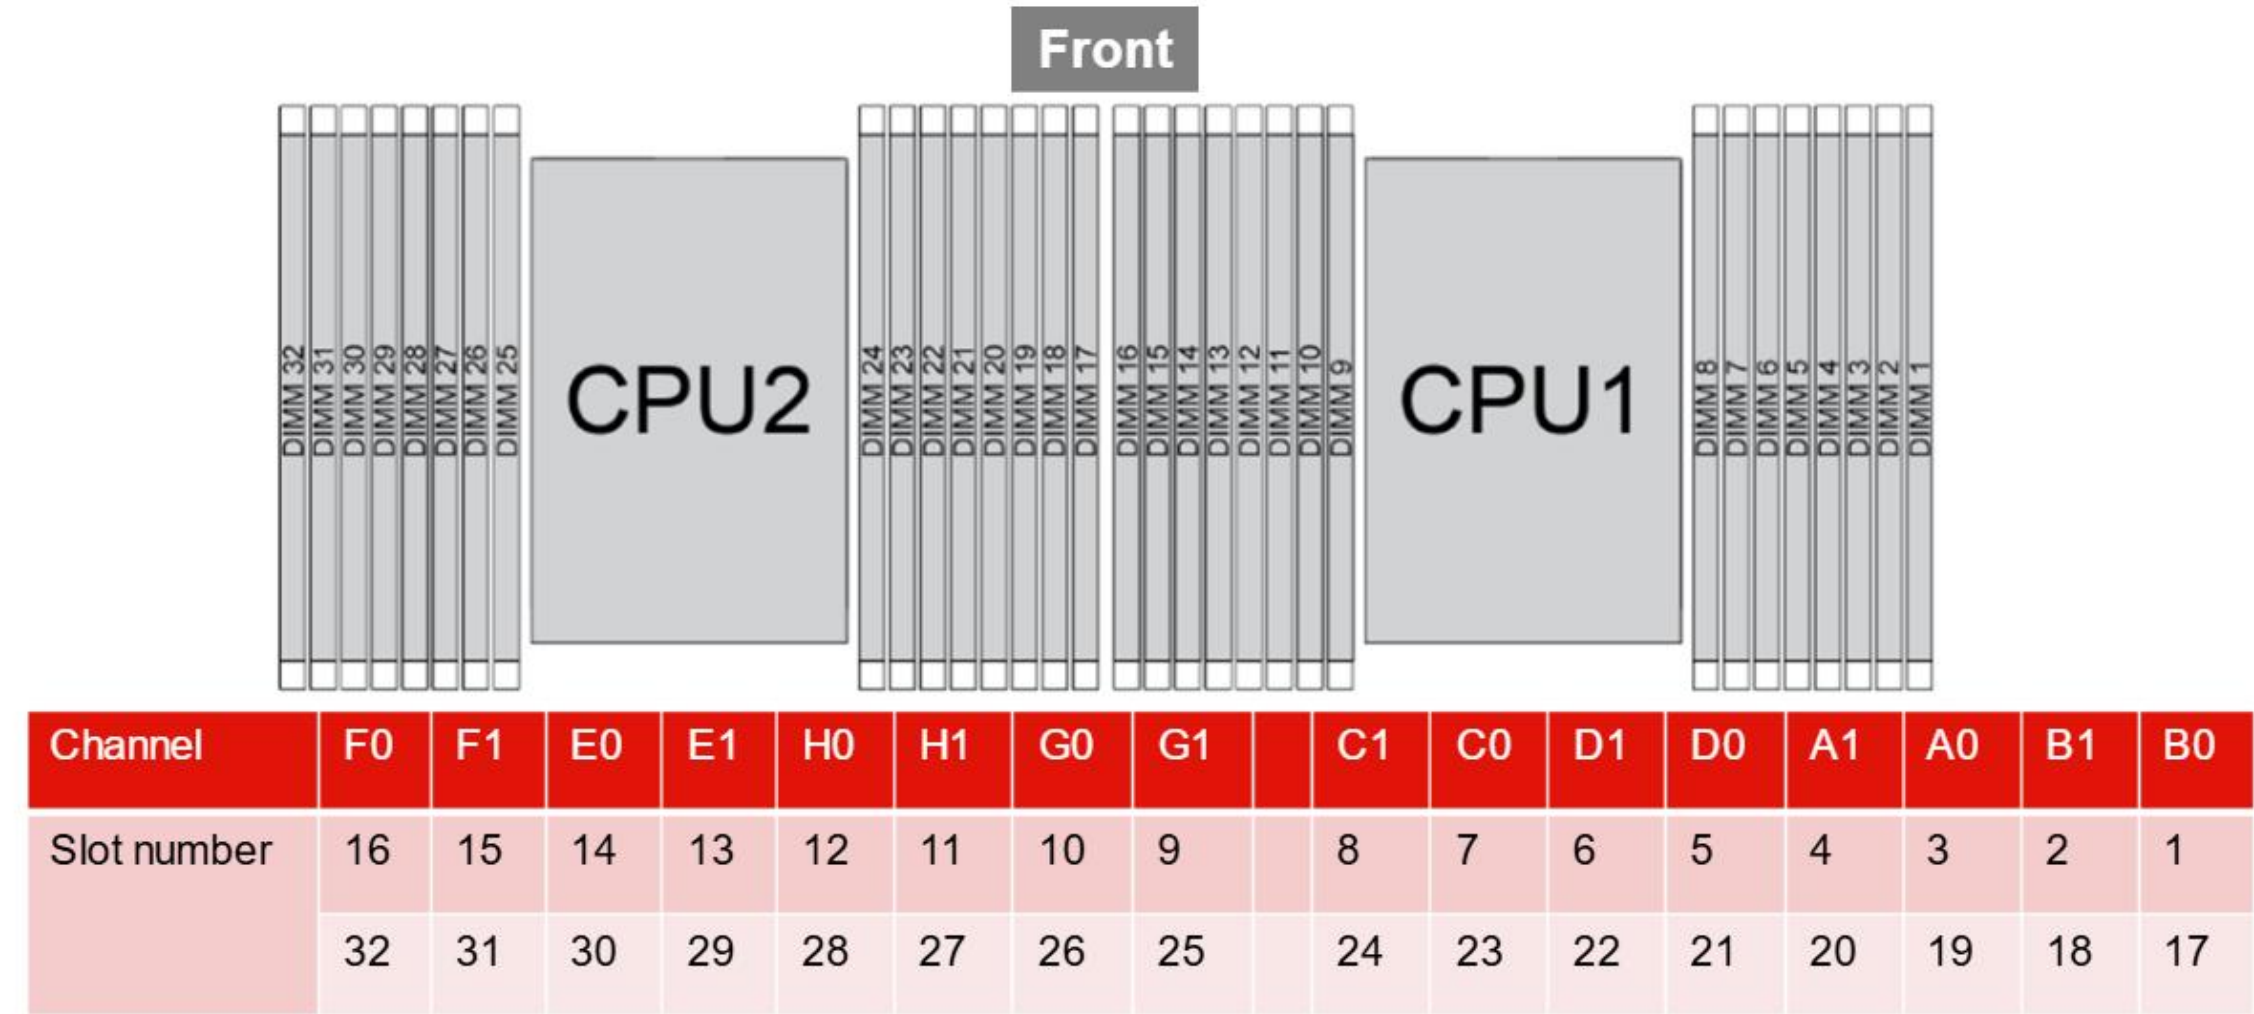 Front
DIMM 32
DIMM 31
DIMM 30
DIMM 29
DIMM 28
DIMM 27
DIMM 26
DIMM 25
CPU2
DIMM 24
DIMM 23
DIMM 22
DIMM 21
DIMM 20
DIMM 19
DIMM 18
DIMM 17
DIMM 16
DIMM 15
DIMM 14
DIMM 13
DIMM 12
DIMM 11
DIMM 10
DIMM 9
CPU1
DIMM 8
DIMM 7
DIMM 6
DIMM 5
DIMM 4
DIMM 3
DIMM 2
DIMM 1
Channel F0 F1 E0 E1 H0 H1 G0 G1 C1 C0 D1 D0 A1 A0 B1 B0
Slot number 16 15 14 13 12 11 10 9 8 7 6 5 4 3 2 1
32 31 30 29 28 27 26 25 24 23 22 21 20 19 18 17